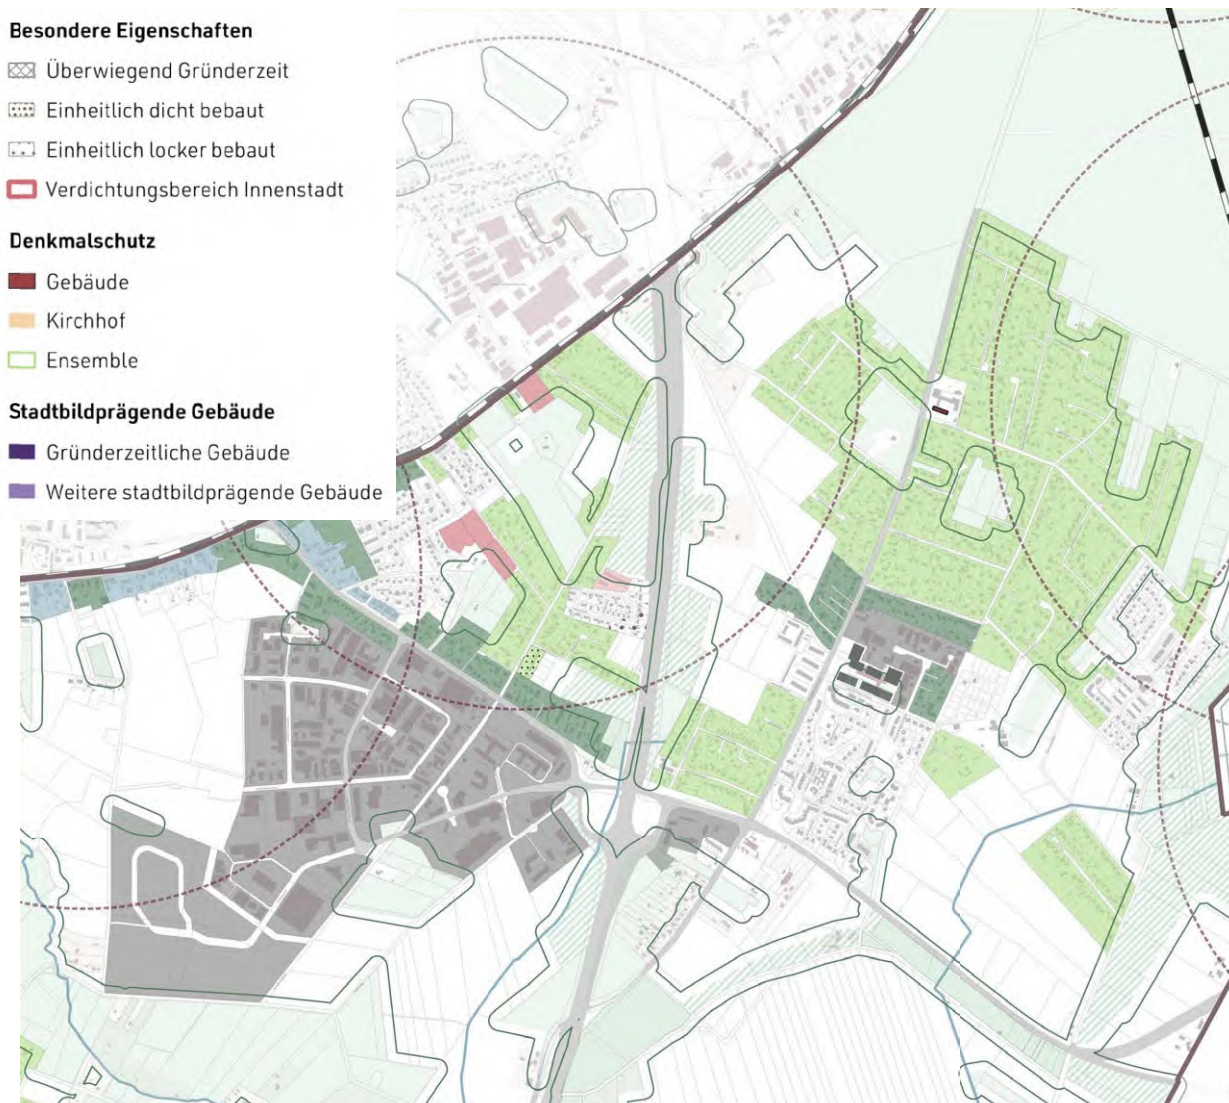 Besondere Eigenschaften
Überwiegend Gründerzeit
Einheitlich dicht bebaut
Einheitlich locker bebaut
Verdichtungsbereich Innenstadt
Denkmalschutz
Gebäude
Kirchhof
Ensemble
Stadtbildprägende Gebäude
Gründerzeitliche Gebäude
Weitere stadtbildprägende Gebäude